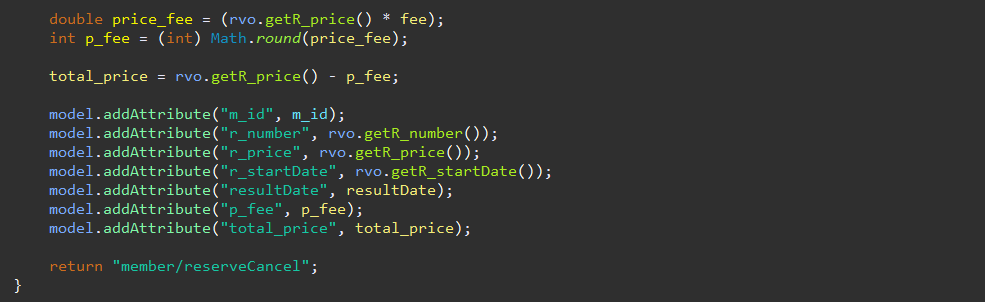 double price_fee = (rvo.getR_price() * fee);
int p_fee = (int) Math.round(price_fee);
total_price = rvo.getR_price() - p_fee;
model.addAttribute("m_id", m_id);
model.addAttribute("r_number", rvo.getR_number());
model.addAttribute("r_price", rvo.getR_price());
model.addAttribute("r_startDate", rvo.getR_startDate());
model.addAttribute("resultDate", resultDate);
model.addAttribute("p_fee", p_fee);
model.addAttribute("total_price", total_price);
return "member/reserveCancel";
}